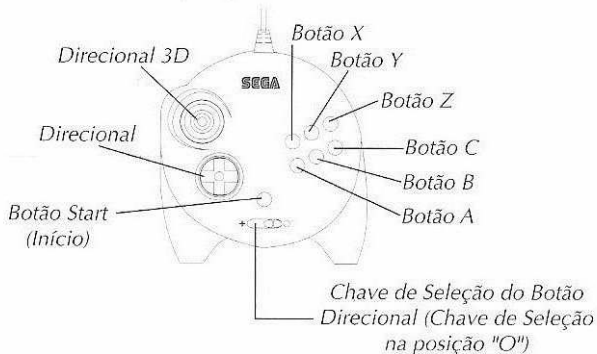 Botão X
Botão Y
Botão Z
Botão C
Botão B
Botão A
Direcional 3D
SEGA
Direcional
Botão Start
(Início)
+
Chave de Seleção do Botão
Direcional (Chave de Seleção
na posição "O")